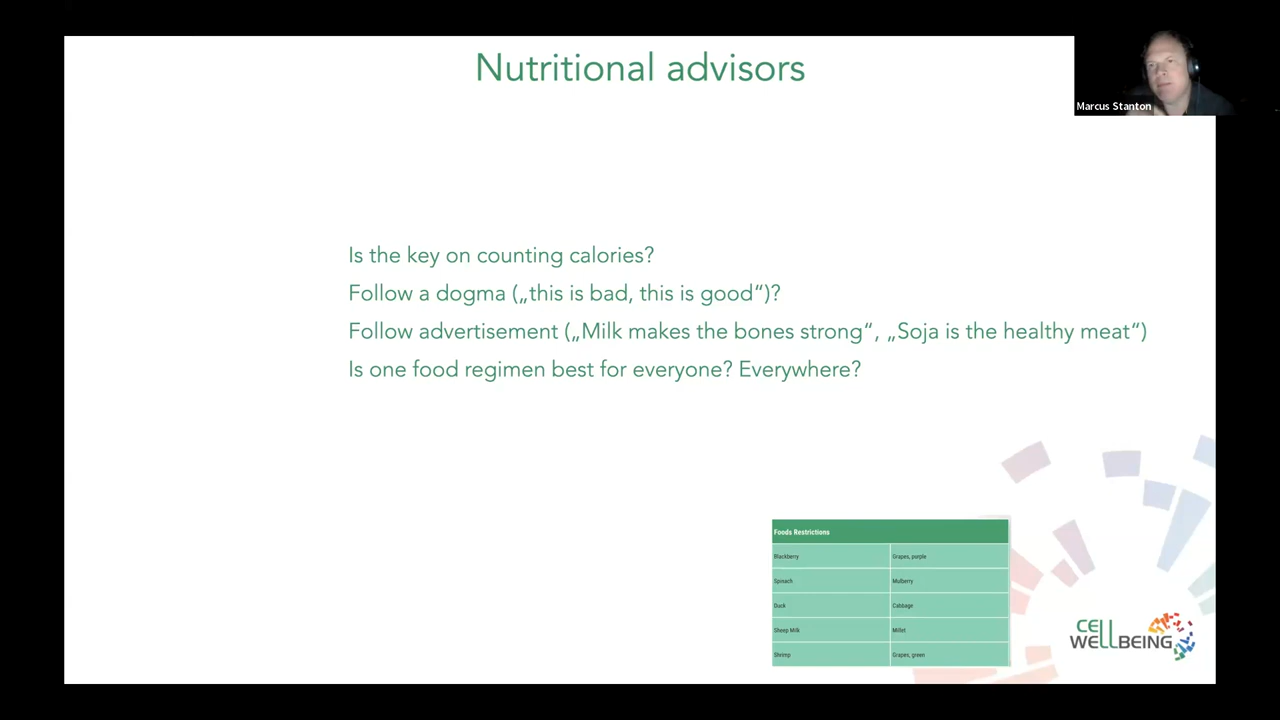 Nutritional advisors
Marcus Stanton
Is the key on counting calories?
Follow a dogma („this is bad, this is good“)?
Follow advertisement („Milk makes the bones strong“, „Soja is the healthy meat“)
Is one food regimen best for everyone? Everywhere?
Foods Restrictions
Blackberry Grapes, purple
Spinach Mulberry
Duck Cabbage
Sheep Milk Millet
Shrimp Grapes, green
CELL
WELLBEING